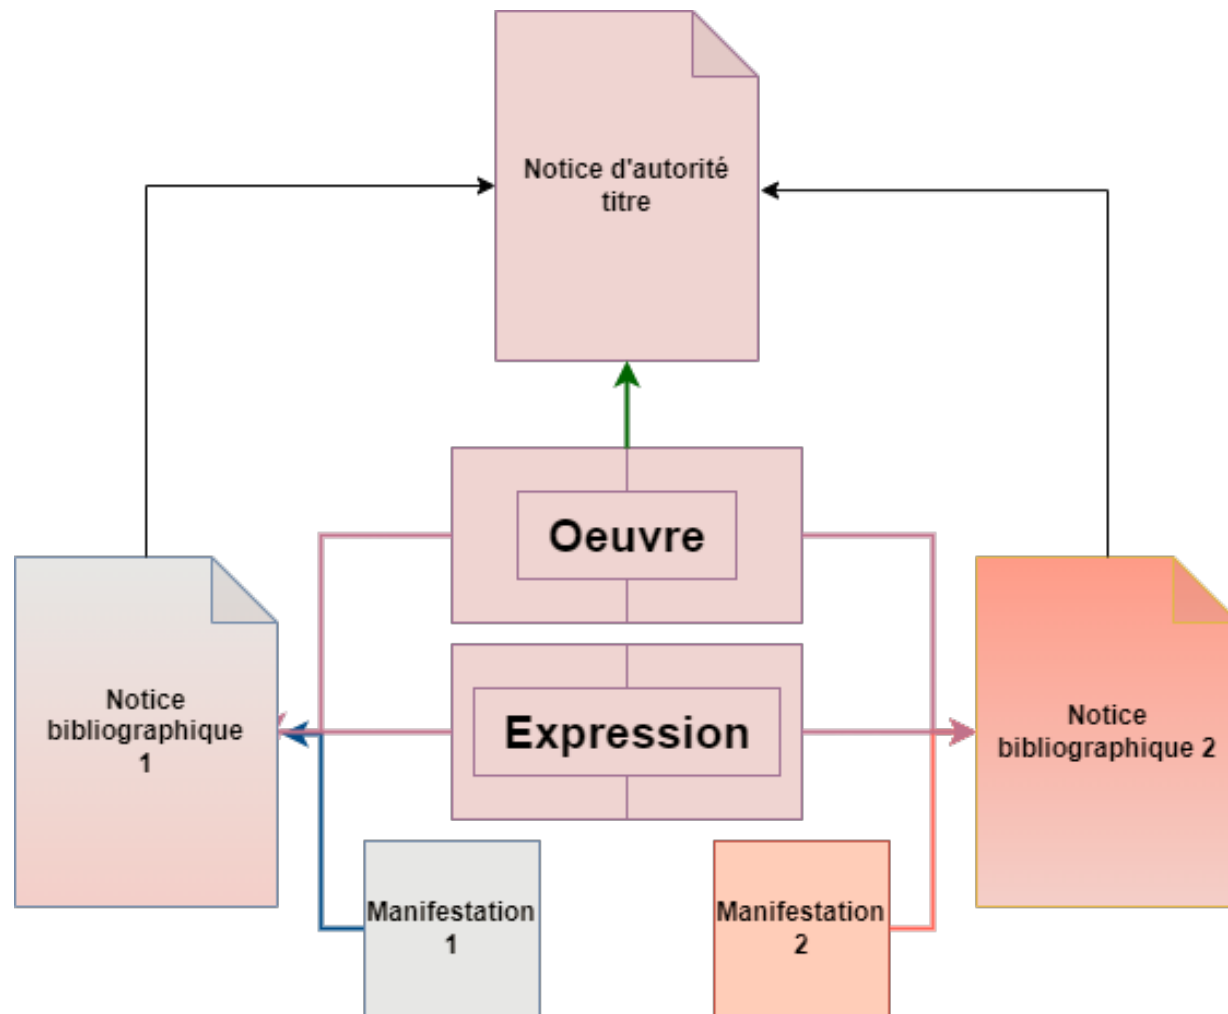 Notice d'autorité
titre
Oeuvre
Notice
bibliographique
1
Expression
Notice
bibliographique 2
Manifestation
1
Manifestation
2